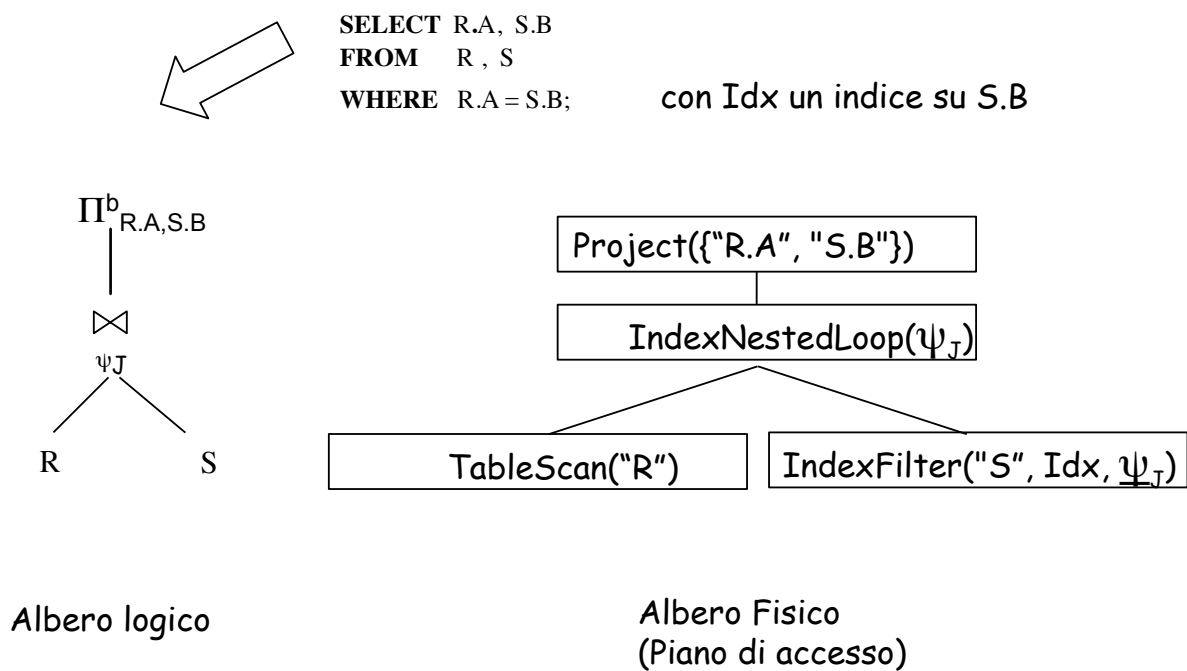 SELECT R.A, S.B
FROM R , S
WHERE R.A = S.B; con Idx un indice su S.B
Πᵇ R.A,S.B
⋈
ψJ
R S
Project({“R.A”, "S.B"})
IndexNestedLoop(ψJ)
TableScan(“R”)
IndexFilter("S”, Idx, ψJ)
Albero logico
Albero Fisico
(Piano di accesso)